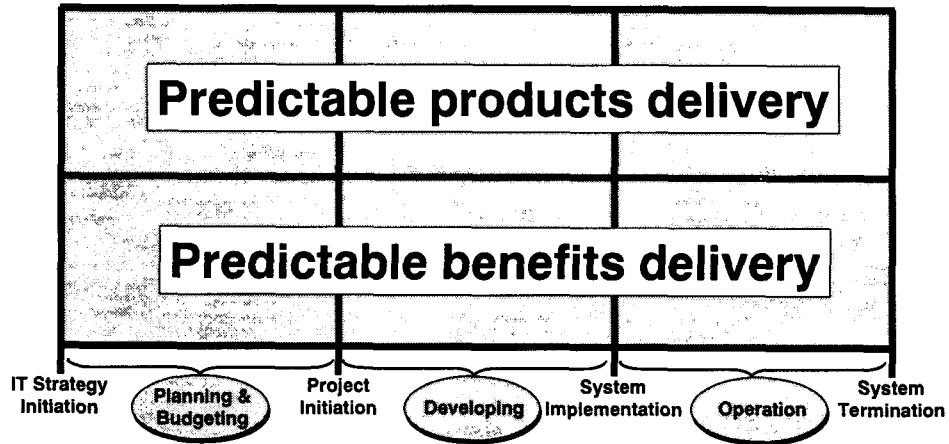 Predictable products delivery
Predictable benefits delivery
IT Strategy
Initiation
Planning &
Budgeting
Project
Initiation
Developing
System
Implementation
Operation
System
Termination